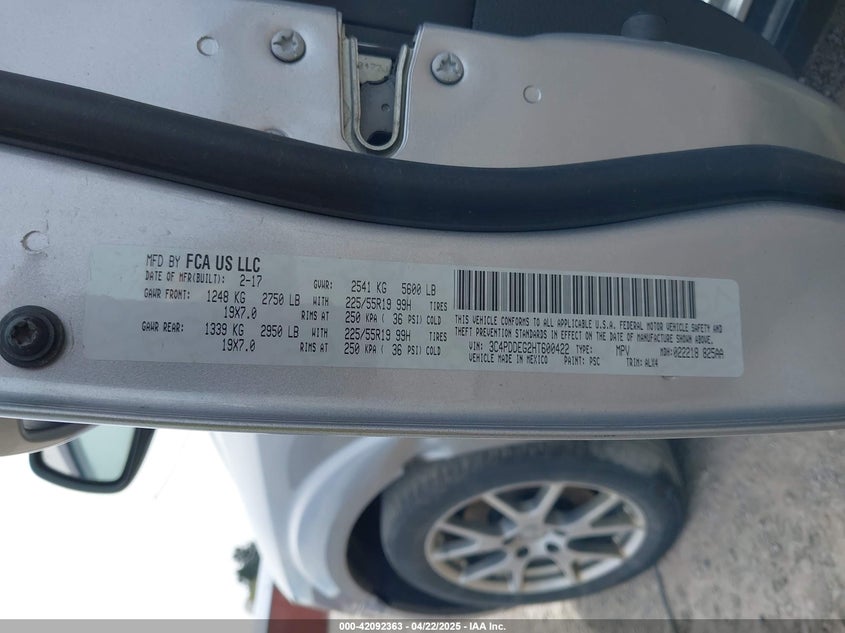 MFD BY FCA US LLC
DATE OF MFR(BUILT): 2-17 GVWR: 2541 KG 5600 LB
GAWR FRONT: 1248 KG 2750 LB WITH 225/55R19 99H TIRES
19X7.0 RIMS AT 250 KPA ( 36 PSI) COLD
GAWR REAR: 1339 KG 2950 LB WITH 225/55R19 99H TIRES
19X7.0 RIMS AT 250 KPA ( 36 PSI) COLD
THIS VEHICLE CONFORMS TO ALL APPLICABLE U.S.A. FEDERAL MOTOR VEHICLE SAFETY AND
THEFT PREVENTION STANDARDS IN EFFECT ON THE DATE OF MANUFACTURE SHOWN ABOVE.
VIN: 3C4PDDEG2HT600422 TYPE: MPV MDH: 022218 825AA
VEHICLE MADE IN MEXICO PAINT: PSC TRIM: ALX4
000-42092363 - 04/22/2025 - IAA Inc.